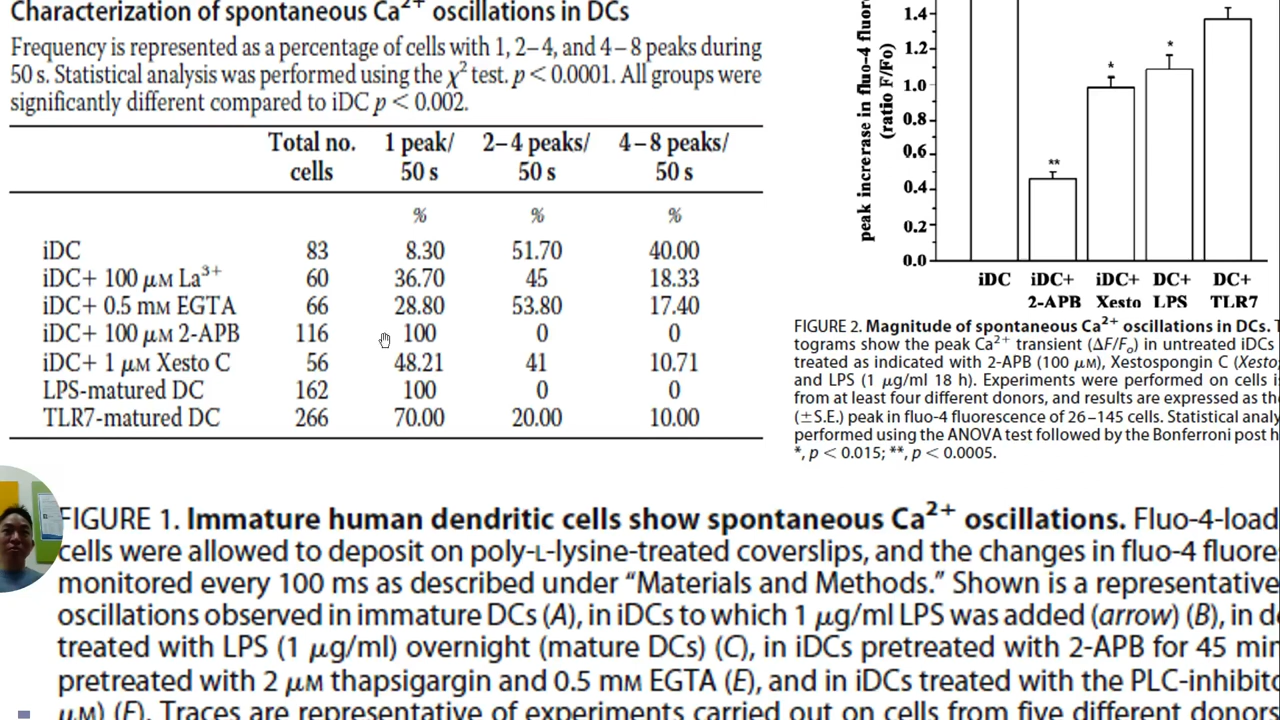 Characterization of spontaneous Ca²⁺ oscillations in DCs
Frequency is represented as a percentage of cells with 1, 2–4, and 4–8 peaks during
50 s. Statistical analysis was performed using the χ² test. p < 0.0001. All groups were
significantly different compared to iDC p < 0.002.
Total no. cells 1 peak/ 50 s 2–4 peaks/ 50 s 4–8 peaks/ 50 s
% % %
iDC 83 8.30 51.70 40.00
iDC+ 100 μM La³⁺ 60 36.70 45 18.33
iDC+ 0.5 mM EGTA 66 28.80 53.80 17.40
iDC+ 100 μM 2-APB 116 100 0 0
iDC+ 1 μM Xesto C 56 48.21 41 10.71
LPS-matured DC 162 100 0 0
TLR7-matured DC 266 70.00 20.00 10.00
peak increrase in fluo-4 fluo
(ratio F/Fo)
1.4
1.2
1.0
0.8
0.6
0.4
0.2
0.0
**
*
*
iDC iDC+ iDC+ DC+ DC+
2-APB Xesto LPS TLR7
FIGURE 2. Magnitude of spontaneous Ca²⁺ oscillations in DCs.
tograms show the peak Ca²⁺ transient (ΔF/Fo) in untreated iDCs
treated as indicated with 2-APB (100 μM), Xestospongin C (Xesto;
and LPS (1 μg/ml 18 h). Experiments were performed on cells i
from at least four different donors, and results are expressed as the
(±S.E.) peak in fluo-4 fluorescence of 26–145 cells. Statistical analy
performed using the ANOVA test followed by the Bonferroni post h
*, p < 0.015; **, p < 0.0005.
FIGURE 1. Immature human dendritic cells show spontaneous Ca²⁺ oscillations. Fluo-4-load
cells were allowed to deposit on poly-L-lysine-treated coverslips, and the changes in fluo-4 fluore
monitored every 100 ms as described under “Materials and Methods.” Shown is a representative
oscillations observed in immature DCs (A), in iDCs to which 1 μg/ml LPS was added (arrow) (B), in d
treated with LPS (1 μg/ml) overnight (mature DCs) (C), in iDCs pretreated with 2-APB for 45 min
pretreated with 2 μM thapsigargin and 0.5 mM EGTA (E), and in iDCs treated with the PLC-inhibito
μM) (F). Traces are representative of experiments carried out on cells from five different donors